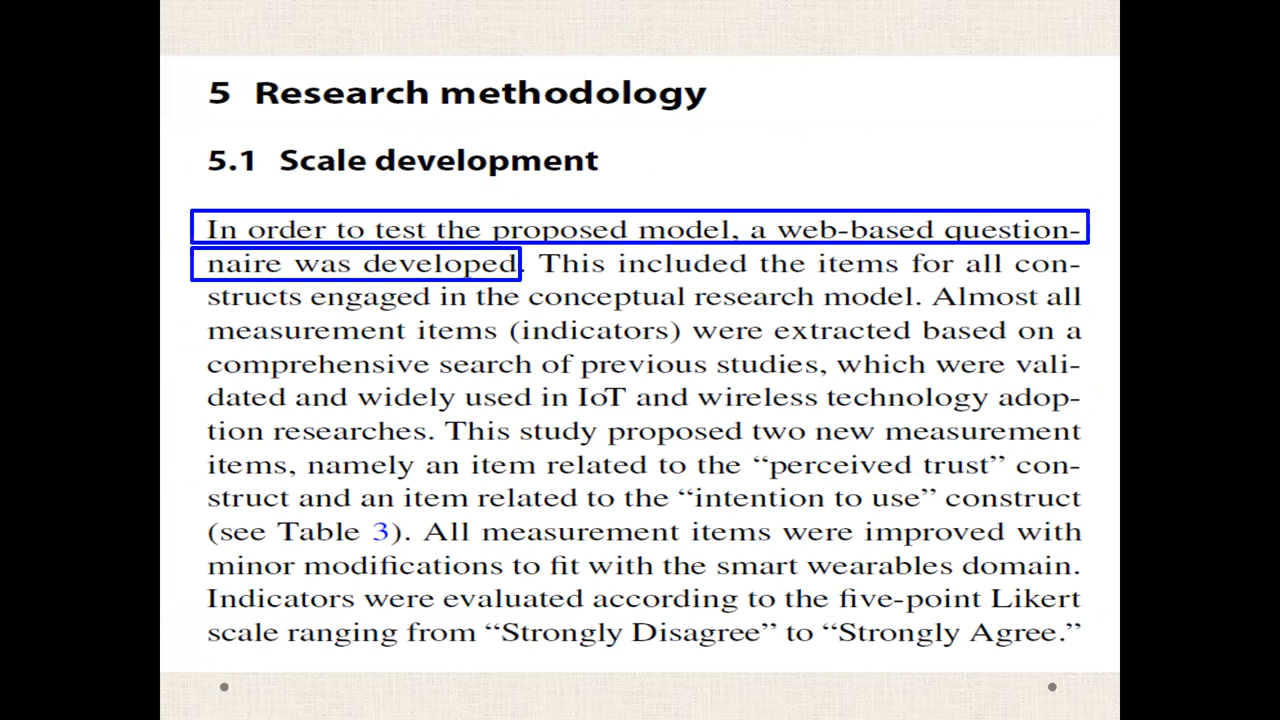 5 Research methodology
5.1 Scale development
In order to test the proposed model, a web-based question-
naire was developed. This included the items for all con-
structs engaged in the conceptual research model. Almost all
measurement items (indicators) were extracted based on a
comprehensive search of previous studies, which were vali-
dated and widely used in IoT and wireless technology adop-
tion researches. This study proposed two new measurement
items, namely an item related to the “perceived trust” con-
struct and an item related to the “intention to use” construct
(see Table 3). All measurement items were improved with
minor modifications to fit with the smart wearables domain.
Indicators were evaluated according to the five-point Likert
scale ranging from “Strongly Disagree” to “Strongly Agree.”